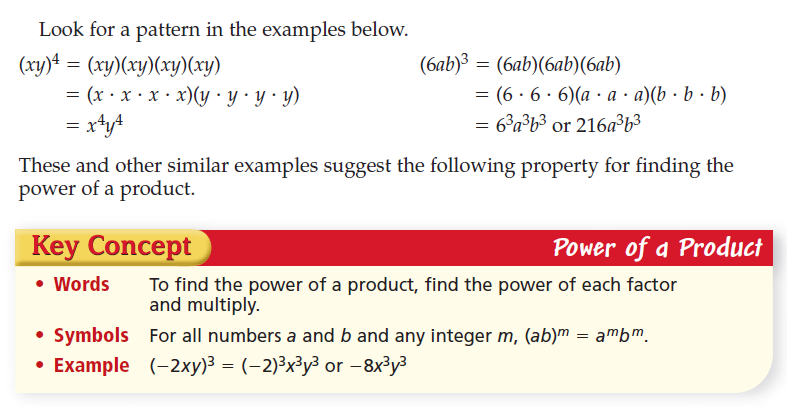 Look for a pattern in the examples below.
(xy)⁴ = (xy)(xy)(xy)(xy)
= (x · x · x · x)(y · y · y · y)
= x⁴y⁴
(6ab)³ = (6ab)(6ab)(6ab)
= (6 · 6 · 6)(a · a · a)(b · b · b)
= 6³a³b³ or 216a³b³
These and other similar examples suggest the following property for finding the
power of a product.
Key Concept
Power of a Product
• Words To find the power of a product, find the power of each factor
and multiply.
• Symbols For all numbers a and b and any integer m, (ab)ᵐ = aᵐbᵐ.
• Example (−2xy)³ = (−2)³x³y³ or −8x³y³